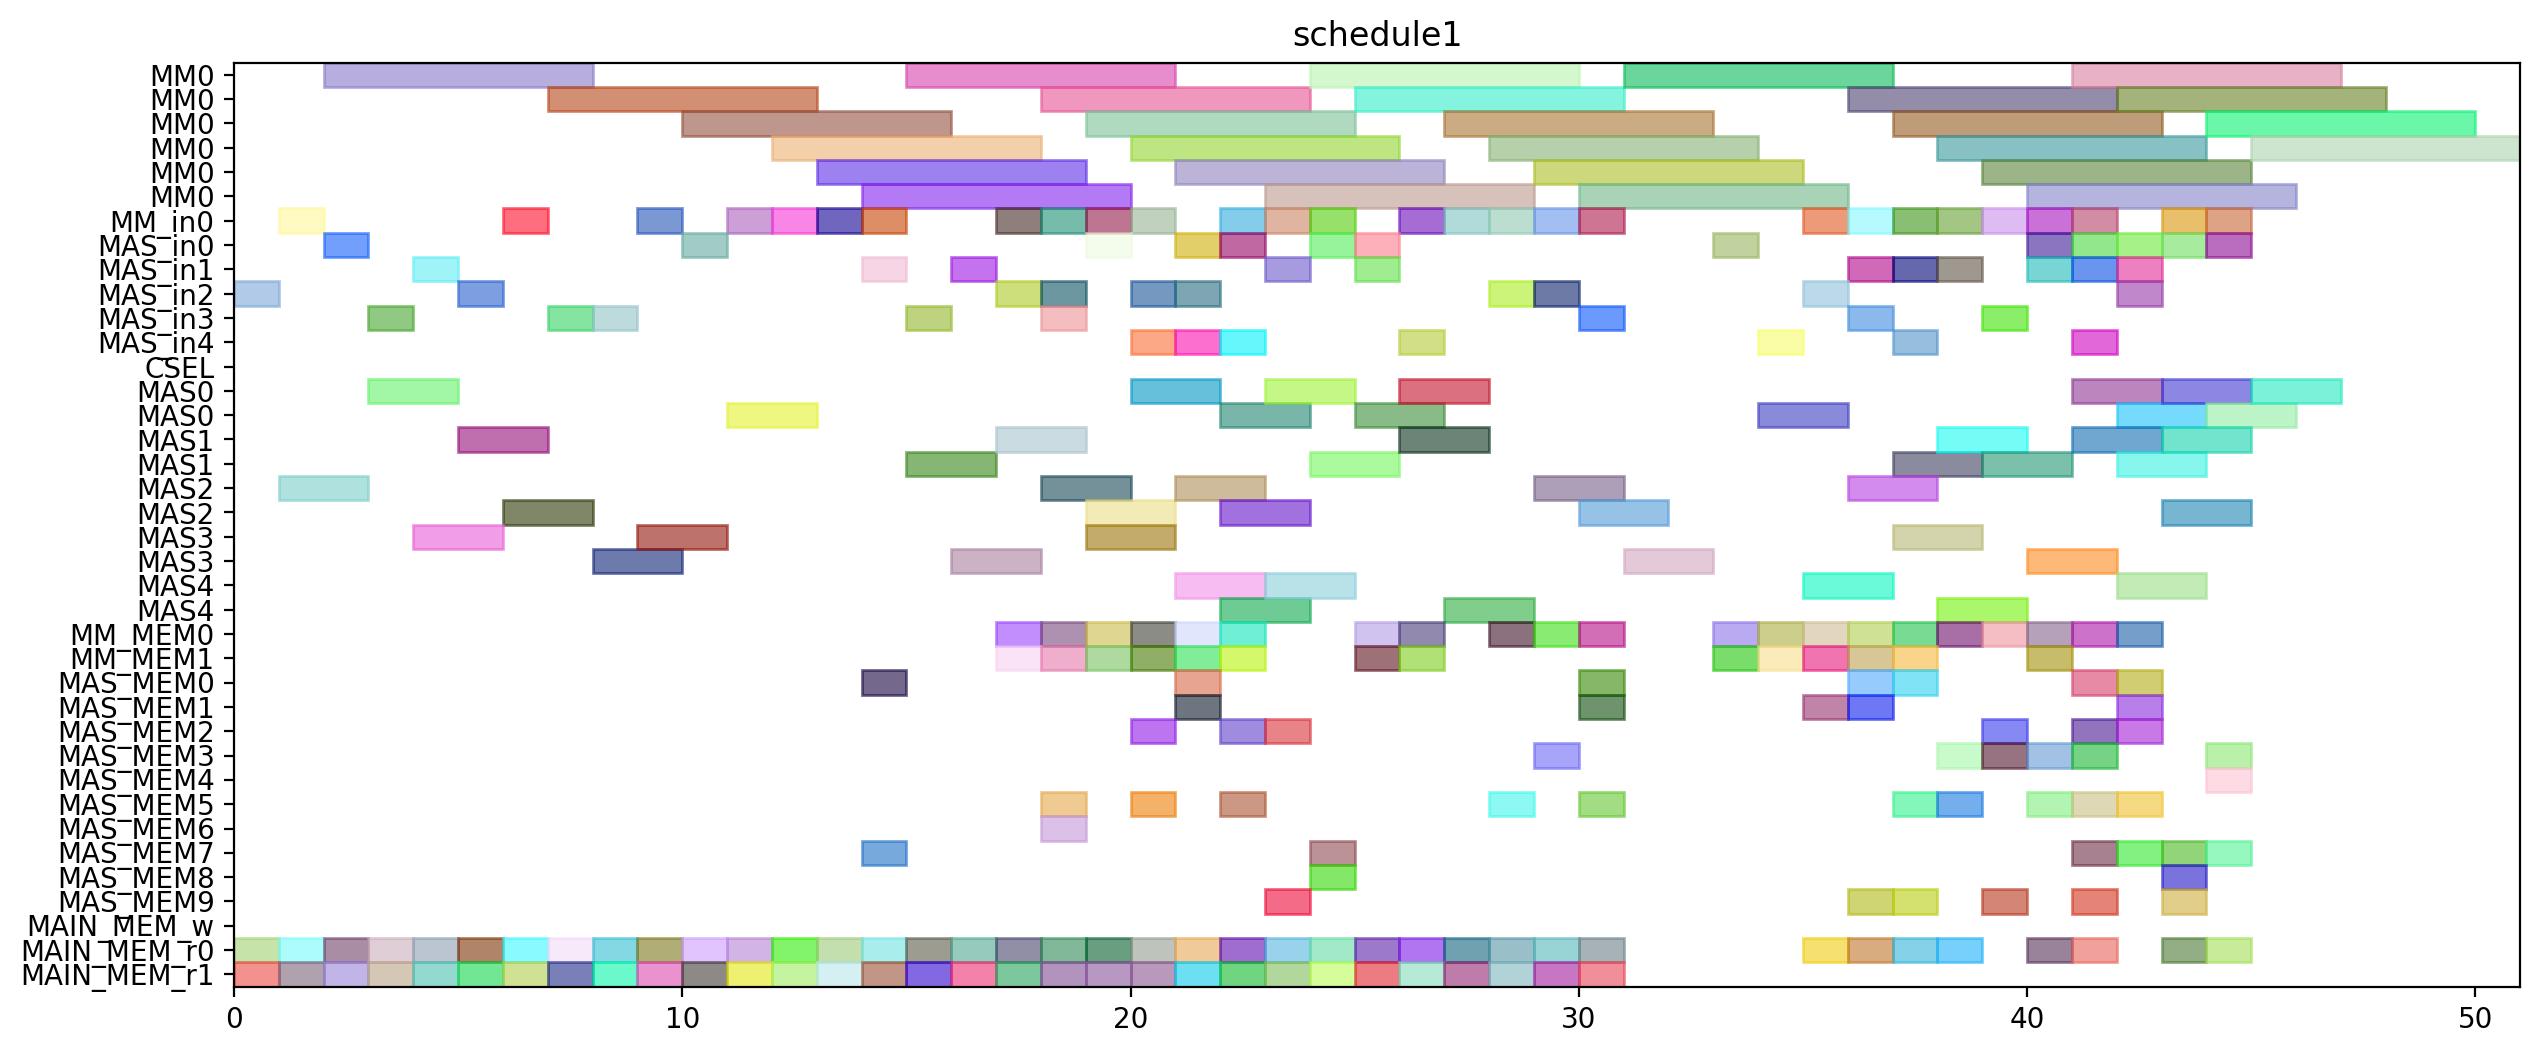 schedule1
MM0
MM0
MM0
MM0
MM0
MM0
MM_in0
MAS_in0
MAS_in1
MAS_in2
MAS_in3
MAS_in4
CSEL
MAS0
MAS0
MAS1
MAS1
MAS2
MAS2
MAS3
MAS3
MAS4
MAS4
MM_MEM0
MM_MEM1
MAS_MEM0
MAS_MEM1
MAS_MEM2
MAS_MEM3
MAS_MEM4
MAS_MEM5
MAS_MEM6
MAS_MEM7
MAS_MEM8
MAS_MEM9
MAIN_MEM_w
MAIN_MEM_r0
MAIN_MEM_r1
0 10 20 30 40 50